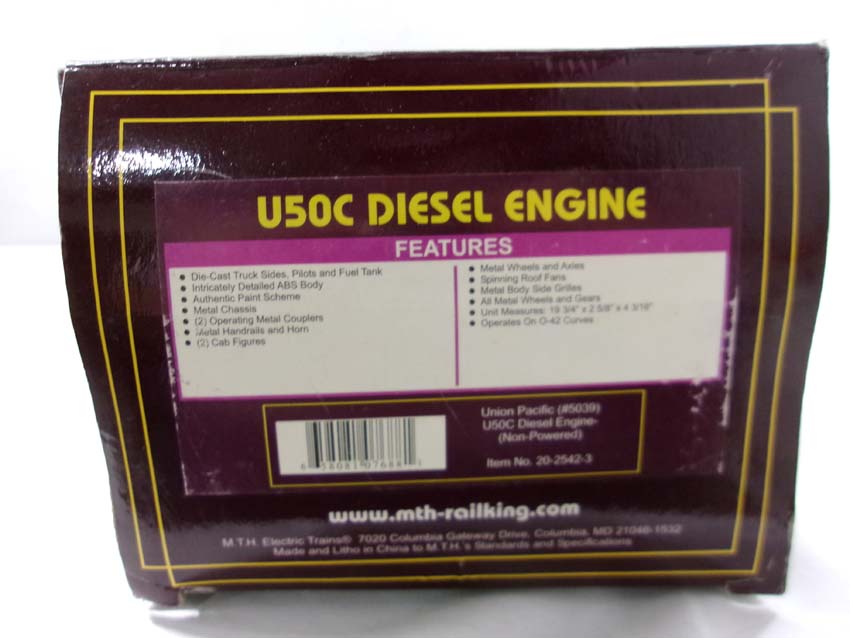 U50C DIESEL ENGINE
FEATURES
• Die-Cast Truck Sides, Pilots and Fuel Tank
• Intricately Detailed ABS Body
• Authentic Paint Scheme
• Metal Chassis
• (2) Operating Metal Couplers
• Metal Handrails and Horn
• (2) Cab Figures
• Metal Wheels and Axles
• Spinning Roof Fans
• Metal Body Side Grilles
• All Metal Wheels and Gears
• Unit Measures: 19 3/4" x 2 5/8" x 4 3/16"
• Operates On O-42 Curves
Union Pacific (#5039)
U50C Diesel Engine-
(Non-Powered)
Item No. 20-2542-3
www.mth-railking.com
M.T.H. Electric Trains® 7020 Columbia Gateway Drive, Columbia, MD 21046-1532
Made and Litho in China to M.T.H.'s Standards and Specifications